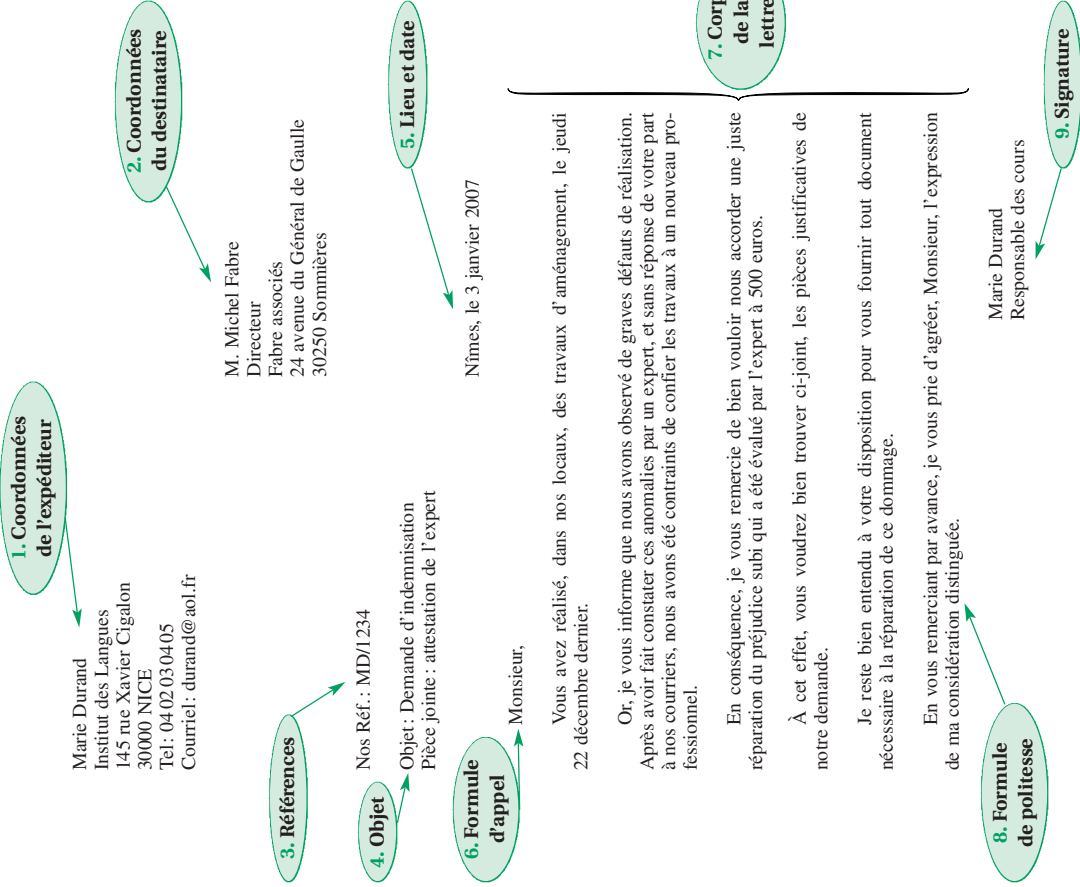 1. Coordonnées
de l'expéditeur
Marie Durand
Institut des Langues
145 rue Xavier Cigalon
30000 NICE
Tel : 04 02 03 04 05
Courriel : durand@aol.fr
2. Coordonnées
du destinataire
M. Michel Fabre
Directeur
Fabre associés
24 avenue du Général de Gaulle
30250 Sommières
3. Références
Nos Réf. : MD/1234
4. Objet
Objet : Demande d'indemnisation
Pièce jointe : attestation de l'expert
5. Lieu et date
Nîmes, le 3 janvier 2007
6. Formule
d'appel
Monsieur,
Vous avez réalisé, dans nos locaux, des travaux d'aménagement, le jeudi
22 décembre dernier.
Or, je vous informe que nous avons observé de graves défauts de réalisation.
Après avoir fait constater ces anomalies par un expert, et sans réponse de votre part
à nos courriers, nous avons été contraints de confier les travaux à un nouveau pro-
fessionnel.
En conséquence, je vous remercie de bien vouloir nous accorder une juste
réparation du préjudice subi qui a été évalué par l'expert à 500 euros.
À cet effet, vous voudrez bien trouver ci-joint, les pièces justificatives de
notre demande.
Je reste bien entendu à votre disposition pour vous fournir tout document
nécessaire à la réparation de ce dommage.
En vous remerciant par avance, je vous prie d'agréer, Monsieur, l'expression
de ma considération distinguée.
7. Corp
de la
lettre
8. Formule
de politesse
Marie Durand
Responsable des cours
9. Signature